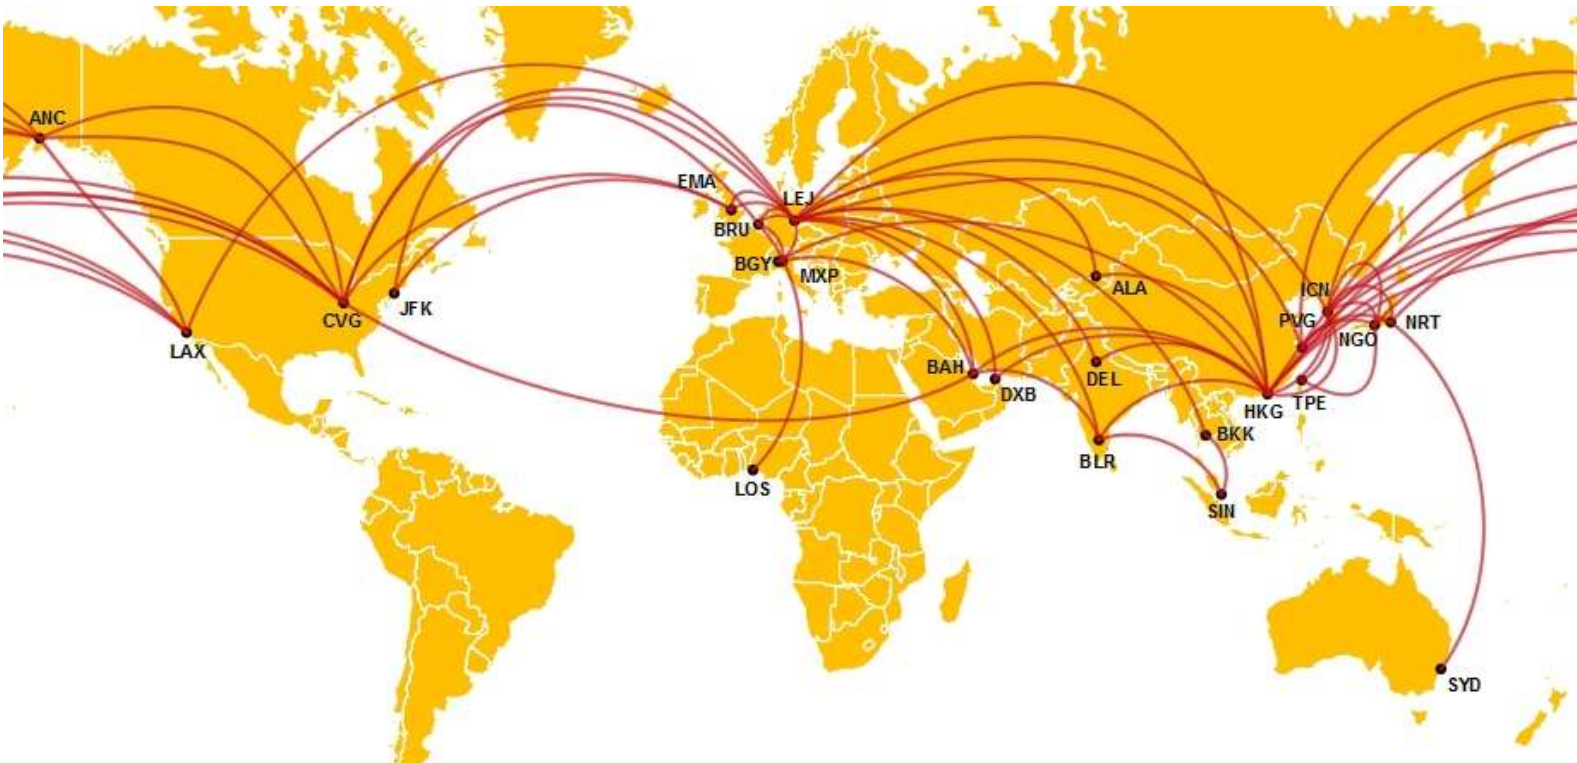 ANC
EMA
LEJ
BRU
BGY
MXP
ALA
ICN
PVG
NGO
NRT
JFK
CVG
LAX
BAH
DXB
DEL
HKG
TPE
BKK
BLR
LOS
SIN
SYD